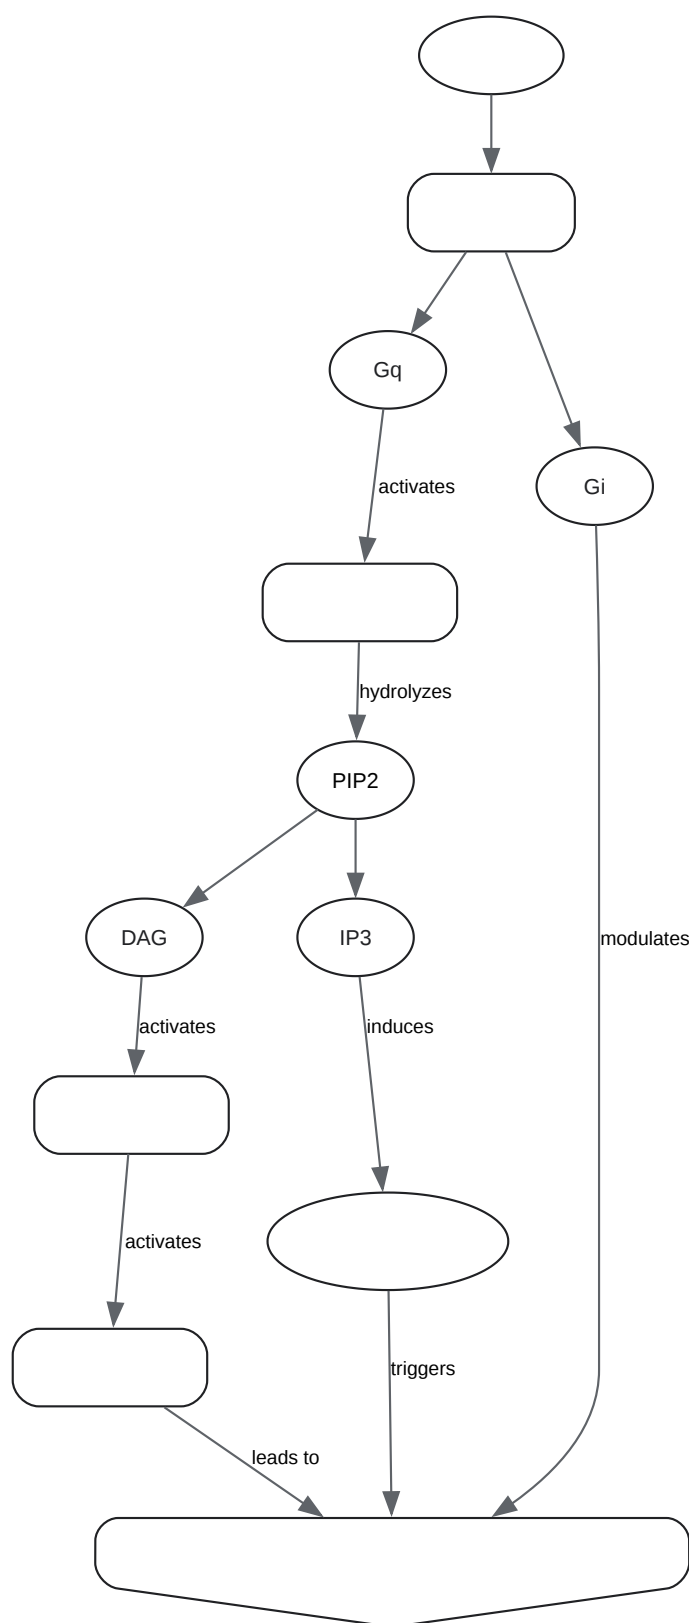 Gq
activates
Gi
hydrolyzes
PIP2
DAG
IP3
modulates
activates
induces
activates
triggers
leads to